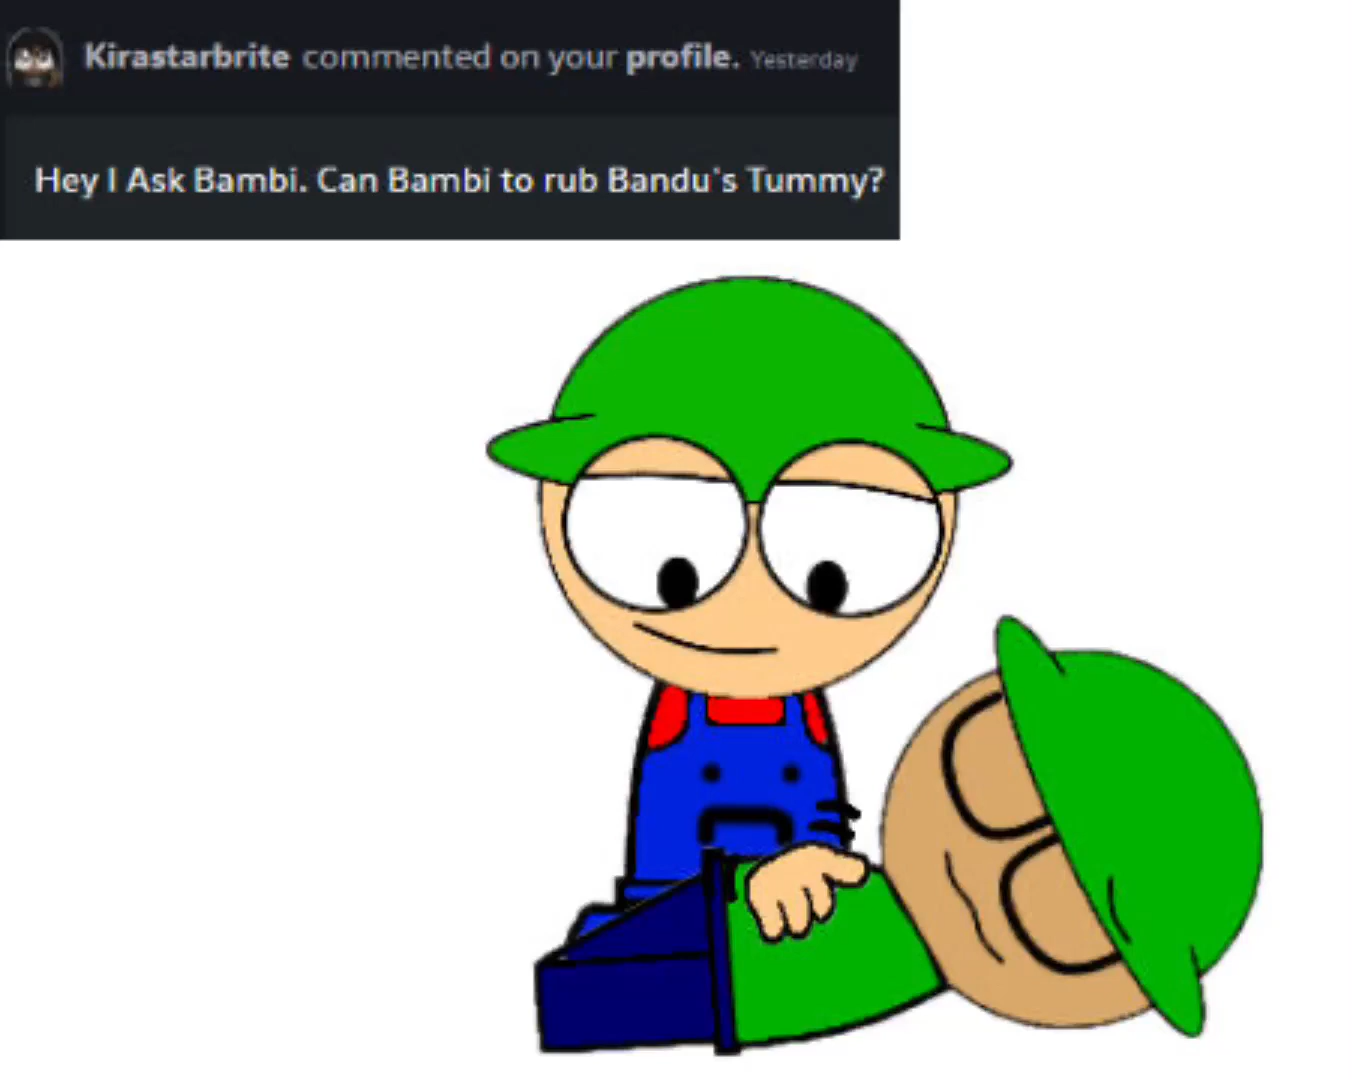 Kirastarbrite commented on your profile. Yesterday
Hey I Ask Bambi. Can Bambi to rub Bandu's Tummy?